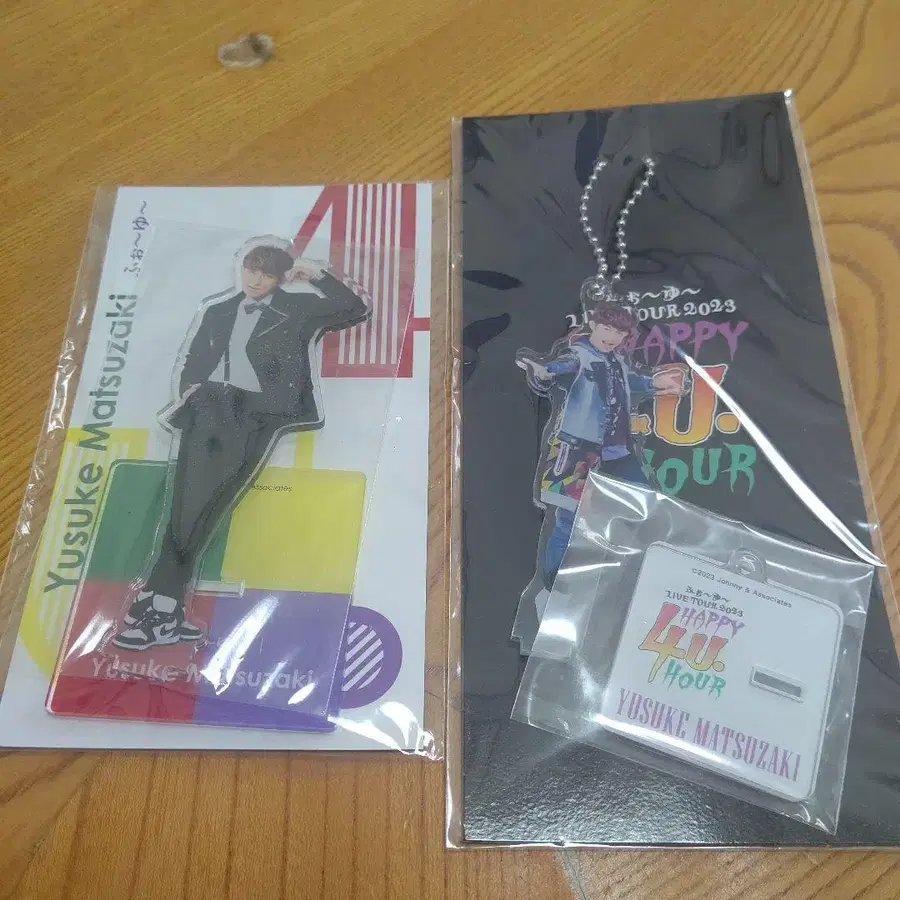 ふぉ〜ゆ〜
Yusuke Matsuzaki
Associates
Yusuke Matsuzaki
ふぉ〜ゆ〜
LIVE TOUR 2023
HAPPY
4U.
HOUR
©2023 Johnny & Associates
ふぉ〜ゆ〜
LIVE TOUR 2023
HAPPY
4U.
HOUR
YUSUKE MATSUZAKI